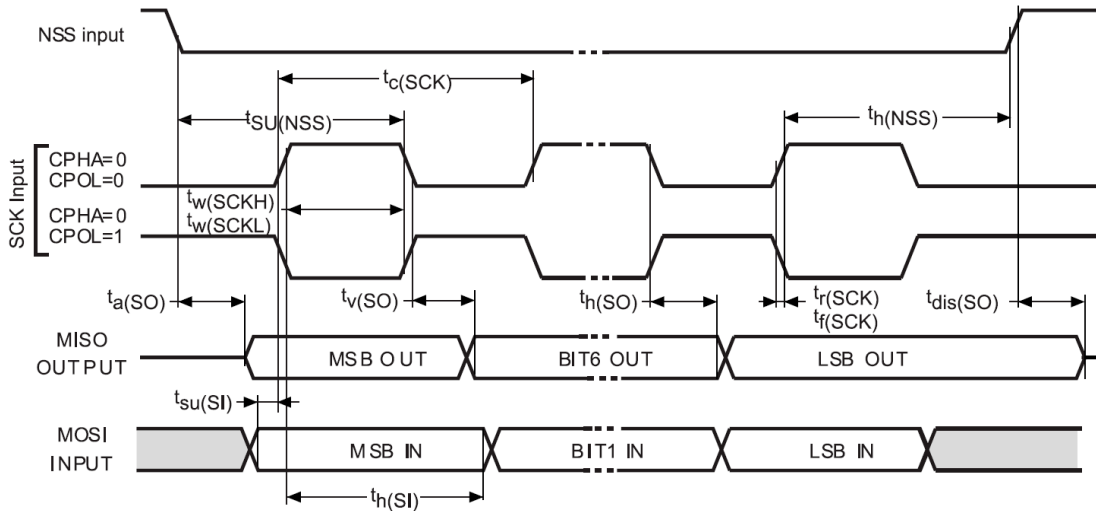 NSS input
tc(SCK)
tSU(NSS)
th(NSS)
SCK Input
CPHA=0
CPOL=0
tw(SCKH)
tw(SCKL)
CPHA=0
CPOL=1
ta(SO)
tv(SO)
th(SO)
tr(SCK)
tf(SCK)
tdis(SO)
MISO
OUTPUT
MSB OUT
BIT6 OUT
LSB OUT
tsu(SI)
MOSI
INPUT
MSB IN
BIT1 IN
LSB IN
th(SI)